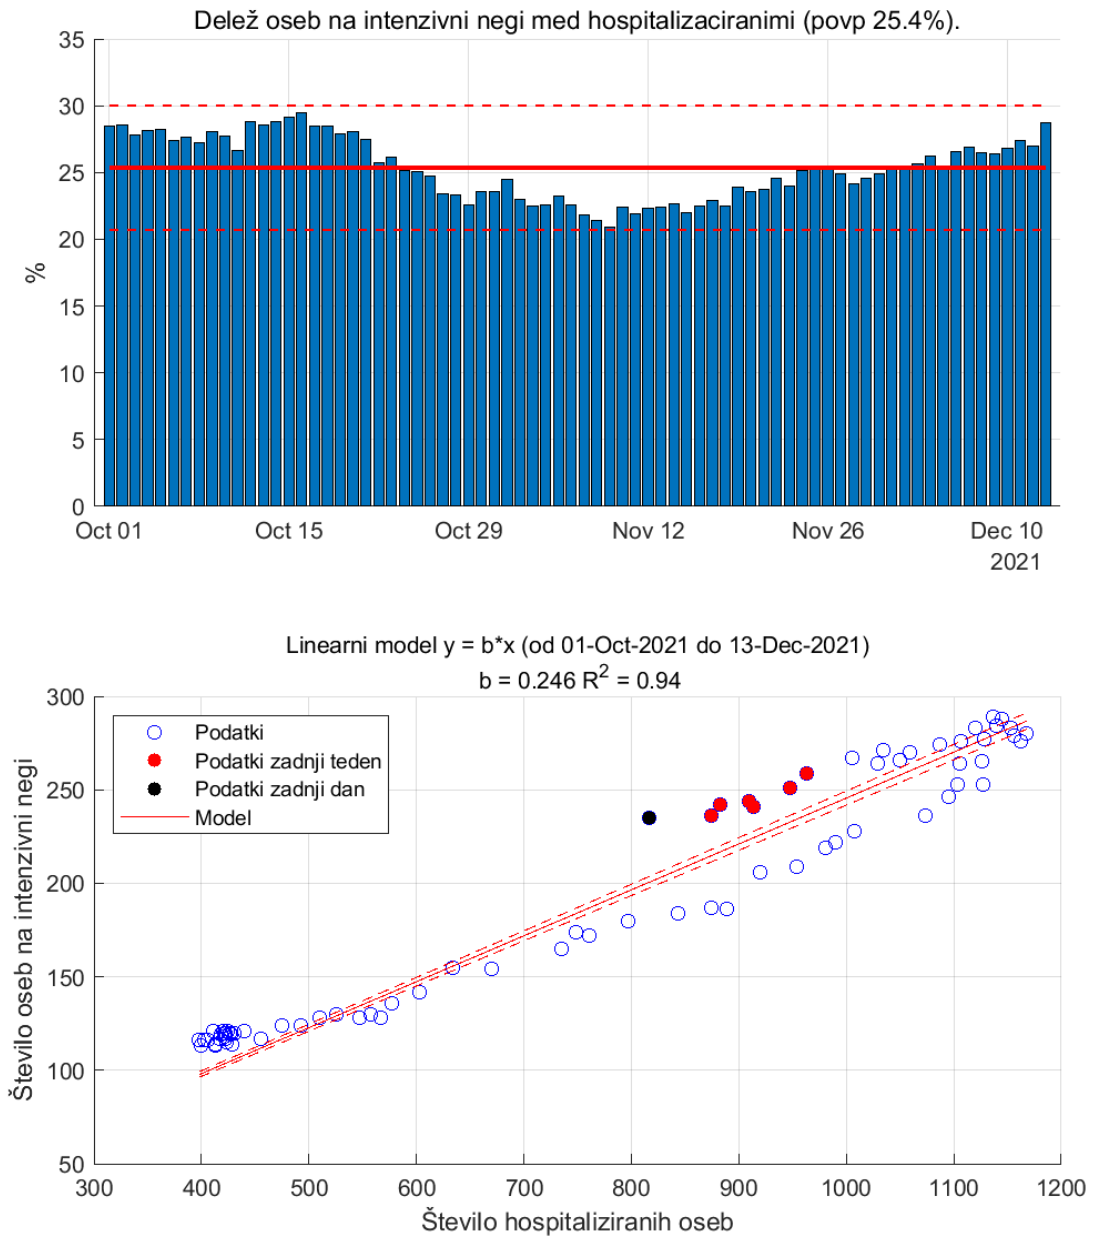 Delež oseb na intenzivni negi med hospitalizaciranimi (povp 25.4%).
35
30
25
20
15
10
5
0
%
Oct 01 Oct 15 Oct 29 Nov 12 Nov 26 Dec 10
2021
Linearni model y = b*x (od 01-Oct-2021 do 13-Dec-2021)
b = 0.246 R² = 0.94
300
250
200
150
100
50
Število oseb na intenzivni negi
Podatki
Podatki zadnji teden
Podatki zadnji dan
Model
300 400 500 600 700 800 900 1000 1100 1200
Število hospitaliziranih oseb